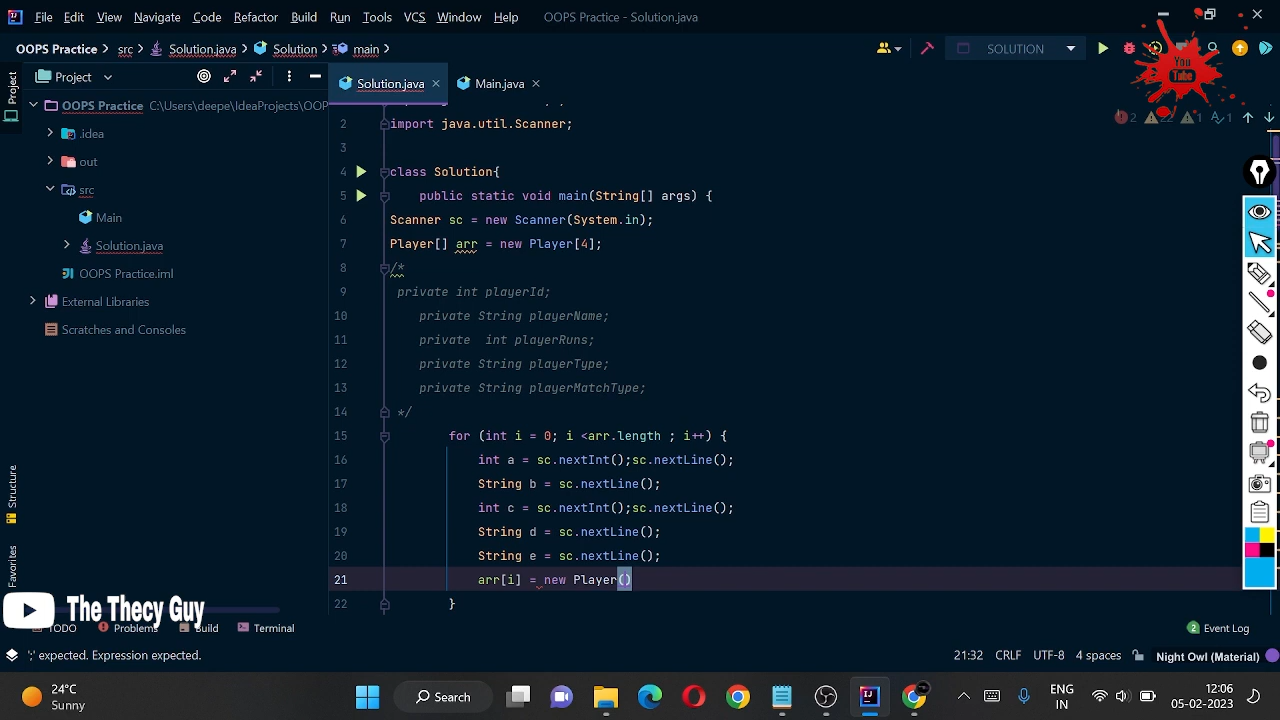 File Edit View Navigate Code Refactor Build Run Tools VCS Window Help OOPS Practice - Solution.java
OOPS Practice src Solution.java Solution main SOLUTION
You
Tube
Project
Project
Solution.java
Main.java
OOPS Practice C:\Users\deepe\IdeaProjects\OOP
.idea
out
src
Main
Solution.java
OOPS Practice.iml
External Libraries
Scratches and Consoles
2 22 1 1
2 import java.util.Scanner;
3
4 class Solution{
5 public static void main(String[] args) {
6 Scanner sc = new Scanner(System.in);
7 Player[] arr = new Player[4];
8 /*
9 private int playerId;
10 private String playerName;
11 private int playerRuns;
12 private String playerType;
13 private String playerMatchType;
14 */
15 for (int i = 0; i <arr.length ; i++) {
16 int a = sc.nextInt();sc.nextLine();
17 String b = sc.nextLine();
18 int c = sc.nextInt();sc.nextLine();
19 String d = sc.nextLine();
20 String e = sc.nextLine();
21 arr[i] = new Player()
22 }
Structure
Favorites
The Thecy Guy
TODO Problems Build Terminal 2 Event Log
';' expected. Expression expected. 21:32 CRLF UTF-8 4 spaces Night Owl (Material)
24°C
Sunny
Search
ENG
IN
12:06
05-02-2023